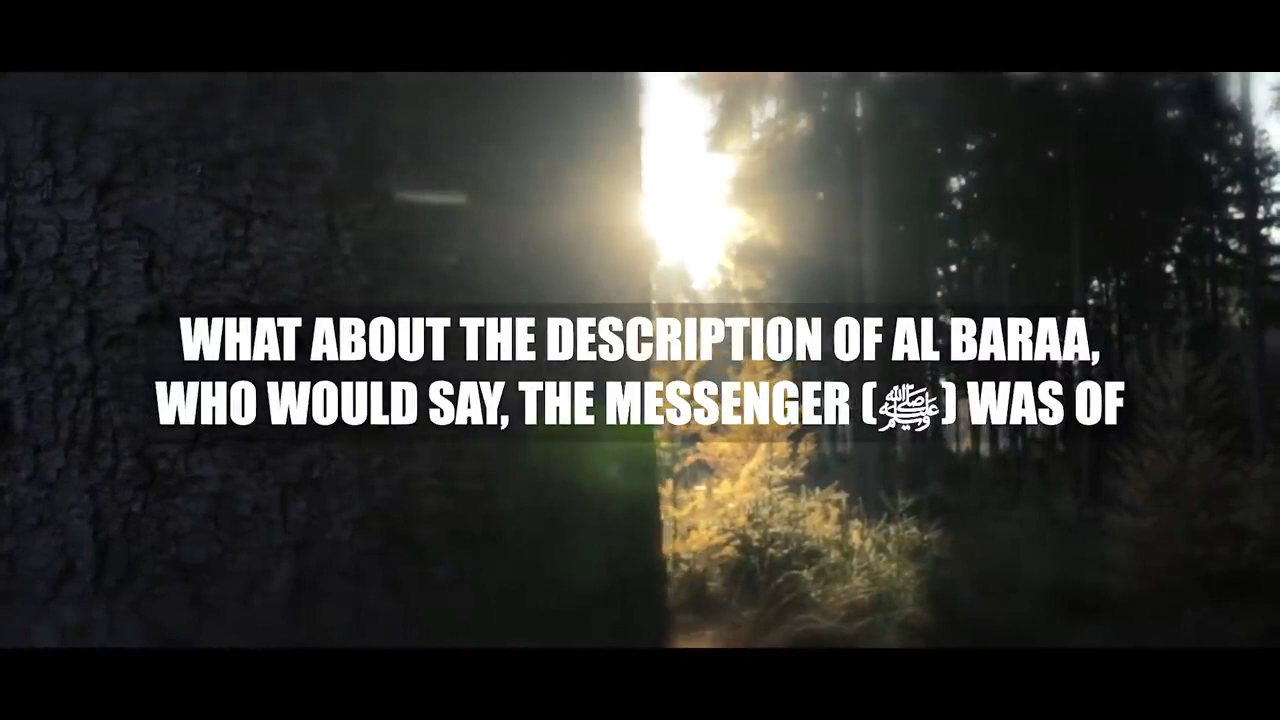 WHAT ABOUT THE DESCRIPTION OF AL BARAA,
WHO WOULD SAY, THE MESSENGER (ﷺ) WAS OF